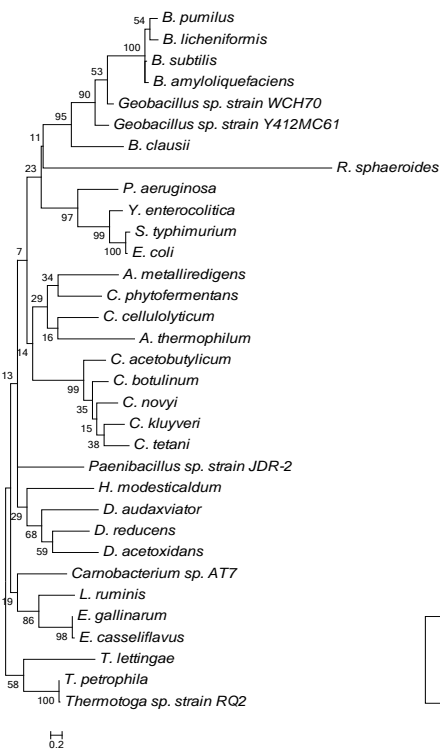 54
B. pumilus
B. licheniformis
100
B. subtilis
53
B. amyloliquefaciens
90
Geobacillus sp. strain WCH70
95
Geobacillus sp. strain Y412MC61
11
B. clausii
23
R. sphaeroides
P. aeruginosa
97
Y. enterocolitica
99
S. typhimurium
100
E. coli
7
A. metalliredigens
34
C. phytofermentans
29
C. cellulolyticum
16
A. thermophilum
14
C. acetobutylicum
13
99
C. botulinum
35
C. novyi
15
C. kluyveri
38
C. tetani
Paenibacillus sp. strain JDR-2
H. modesticaldum
29
D. audaxviator
68
D. reducens
59
D. acetoxidans
Carnobacterium sp. AT7
19
L. ruminis
86
E. gallinarum
98
E. casseliflavus
T. lettingae
58
T. petrophila
100
Thermotoga sp. strain RQ2
0.2